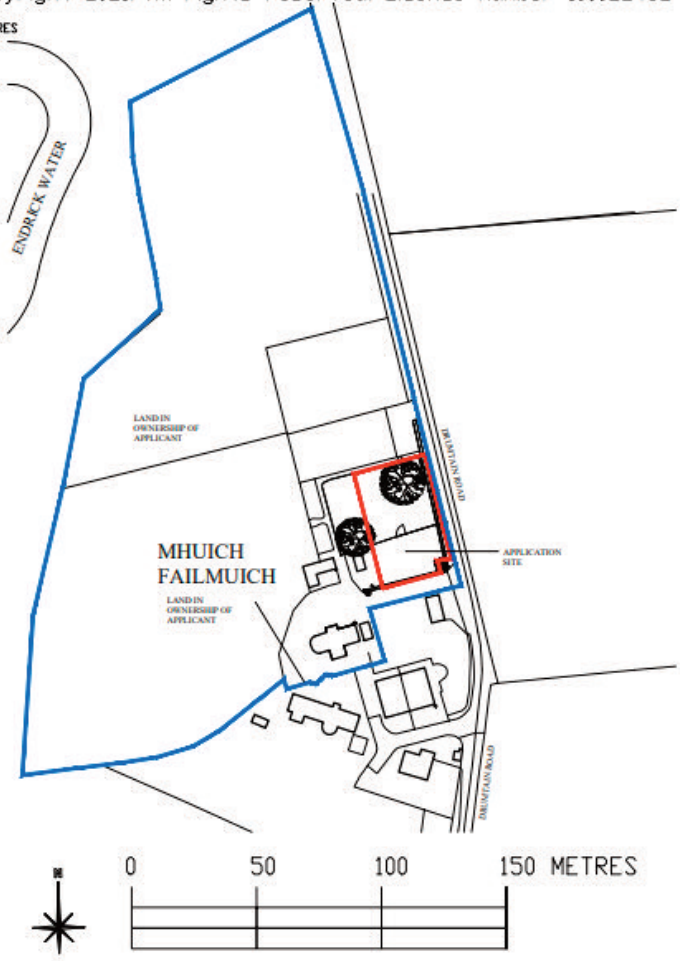 RES
ENDRICK WATER
LAND IN
OWNERSHIP OF
APPLICANT
DRUMTAIN ROAD
MHUICH
FAILMUICH
APPLICATION
SITE
LAND IN
OWNERSHIP OF
APPLICANT
DRUMTAIN ROAD
N
0 50 100 150 METRES